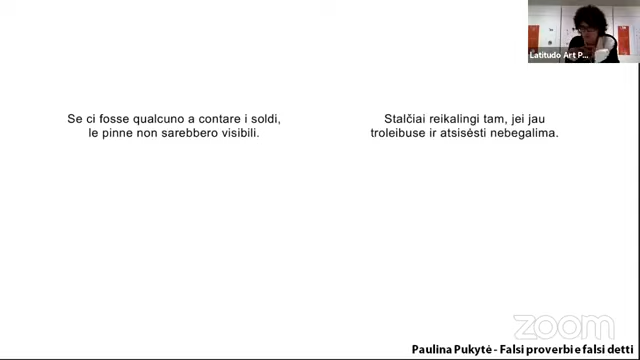 Latitudo Art P...
Se ci fosse qualcuno a contare i soldi,
le pinne non sarebbero visibili.
Stalčiai reikalingi tam, jei jau
troleibuse ir atsisėsti nebegalima.
zoom
Paulina Pukytė - Falsi proverbi e falsi detti